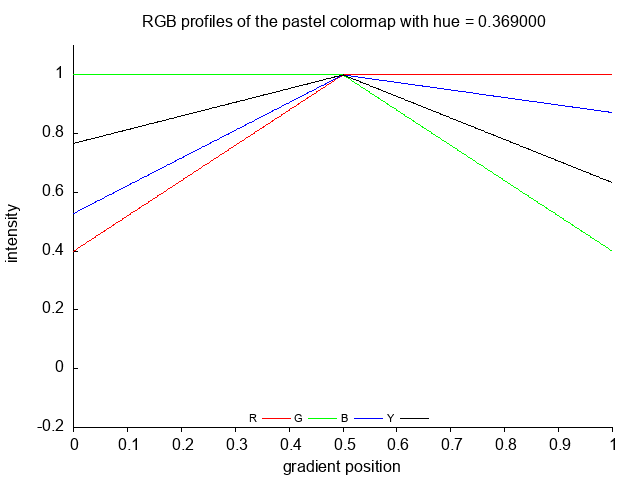 RGB profiles of the pastel colormap with hue = 0.369000
1
0.8
0.6
0.4
0.2
0
-0.2
intensity
R G B Y
0 0.1 0.2 0.3 0.4 0.5 0.6 0.7 0.8 0.9 1
gradient position